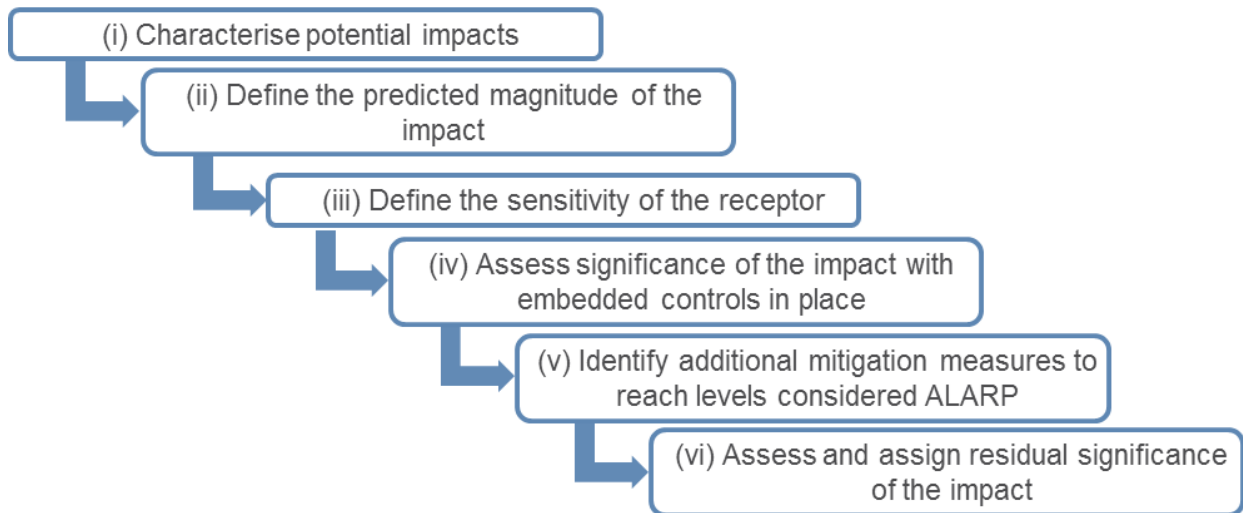 (i) Characterise potential impacts
(ii) Define the predicted magnitude of the
impact
(iii) Define the sensitivity of the receptor
(iv) Assess significance of the impact with
embedded controls in place
(v) Identify additional mitigation measures to
reach levels considered ALARP
(vi) Assess and assign residual significance
of the impact